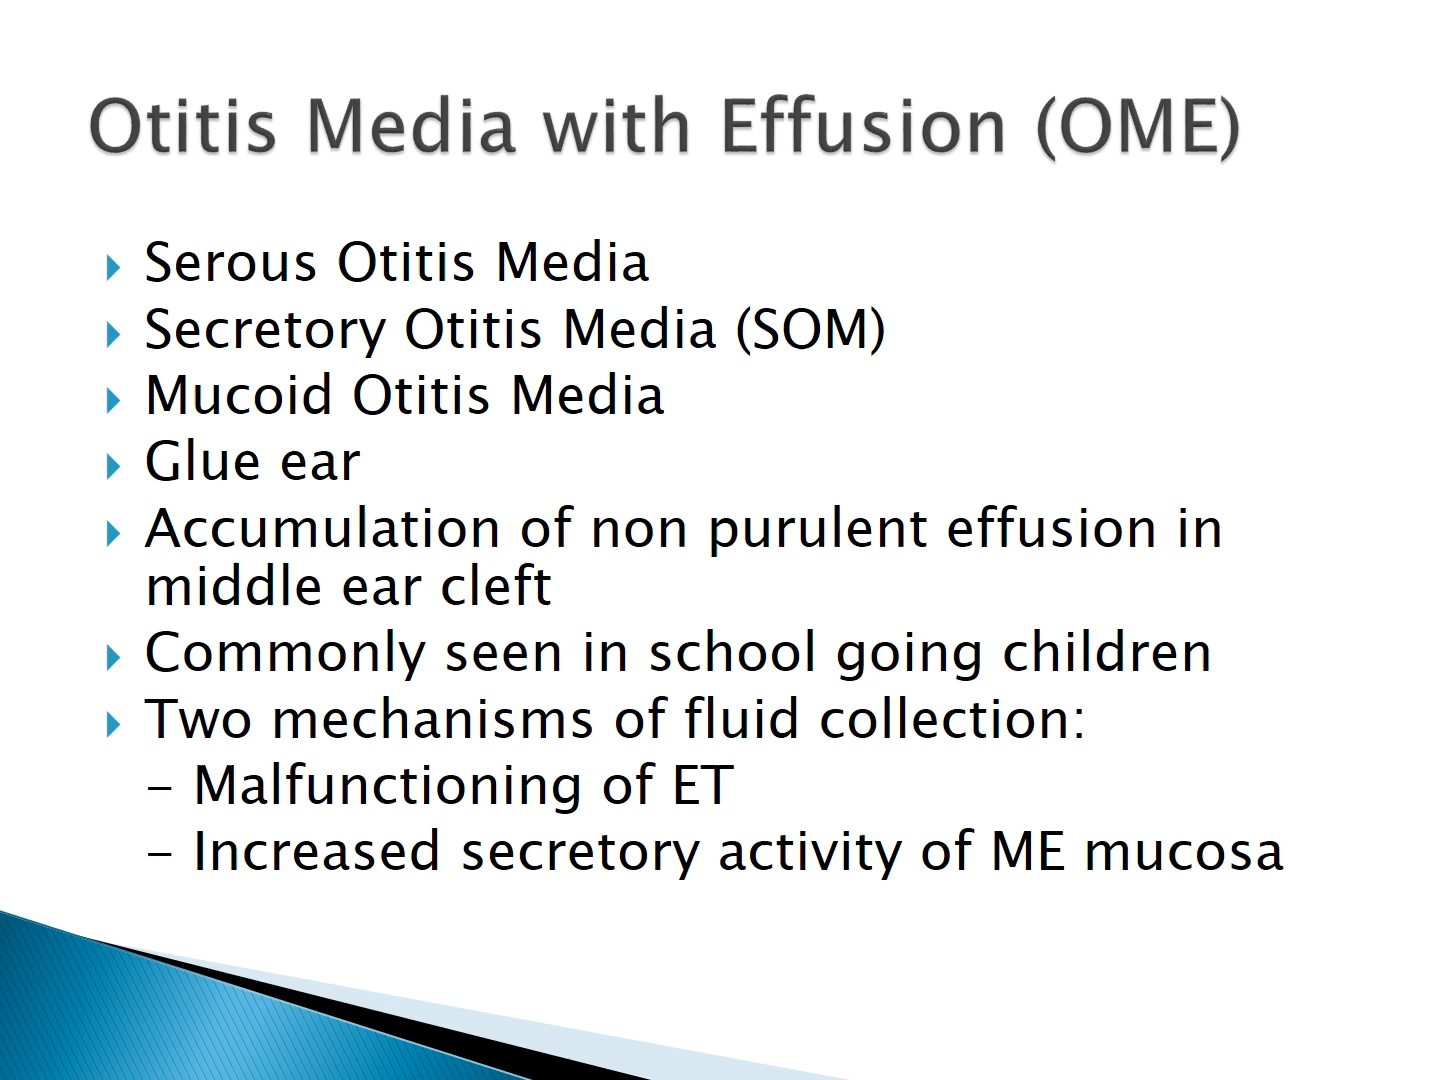 Otitis Media with Effusion (OME)
Serous Otitis Media
Secretory Otitis Media (SOM)
Mucoid Otitis Media
Glue ear
Accumulation of non purulent effusion in
middle ear cleft
Commonly seen in school going children
Two mechanisms of fluid collection:
- Malfunctioning of ET
- Increased secretory activity of ME mucosa